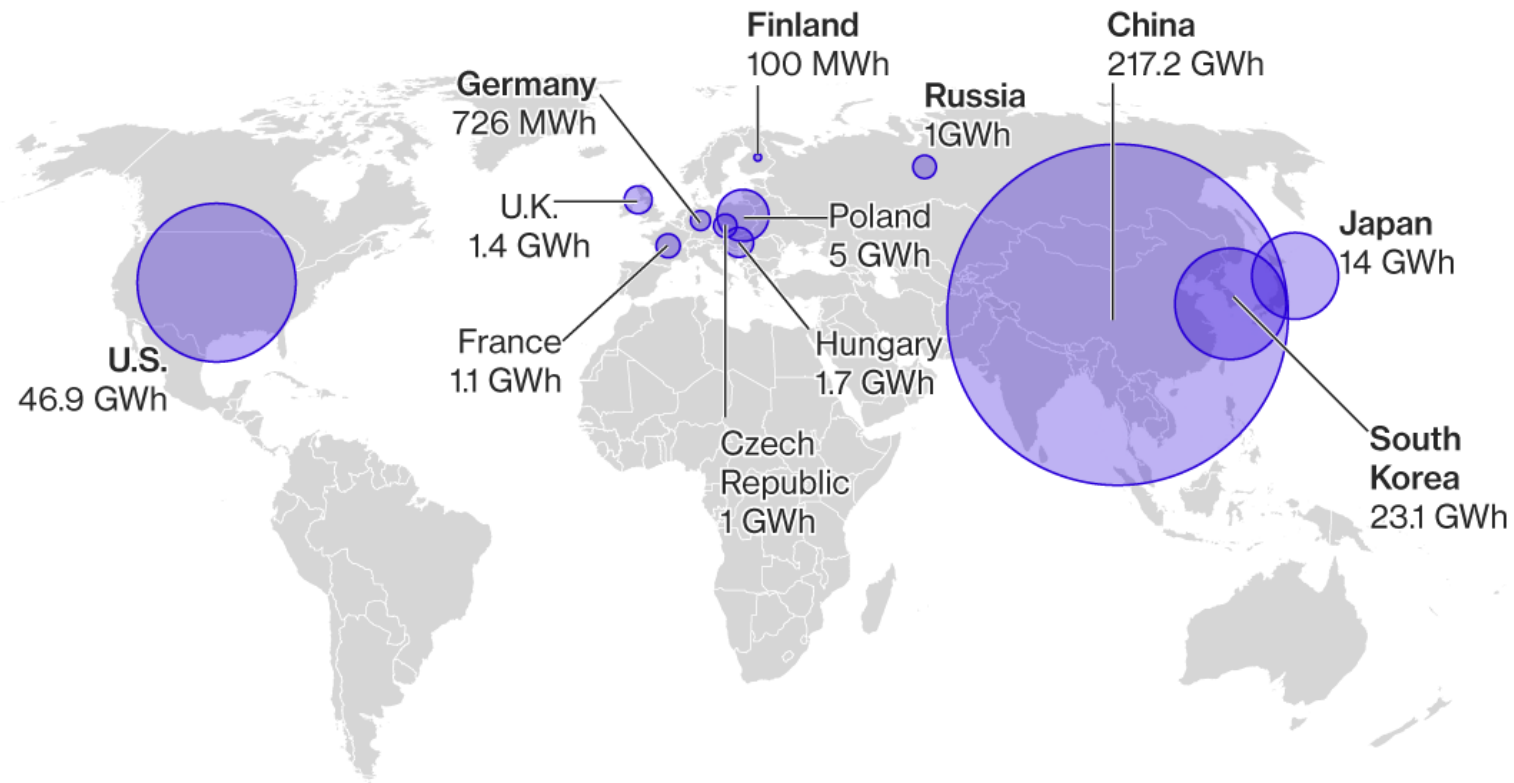 Finland
100 MWh
China
217.2 GWh
Germany
726 MWh
Russia
1GWh
U.K.
1.4 GWh
Poland
5 GWh
Japan
14 GWh
France
1.1 GWh
Hungary
1.7 GWh
U.S.
46.9 GWh
Czech
Republic
1 GWh
South
Korea
23.1 GWh